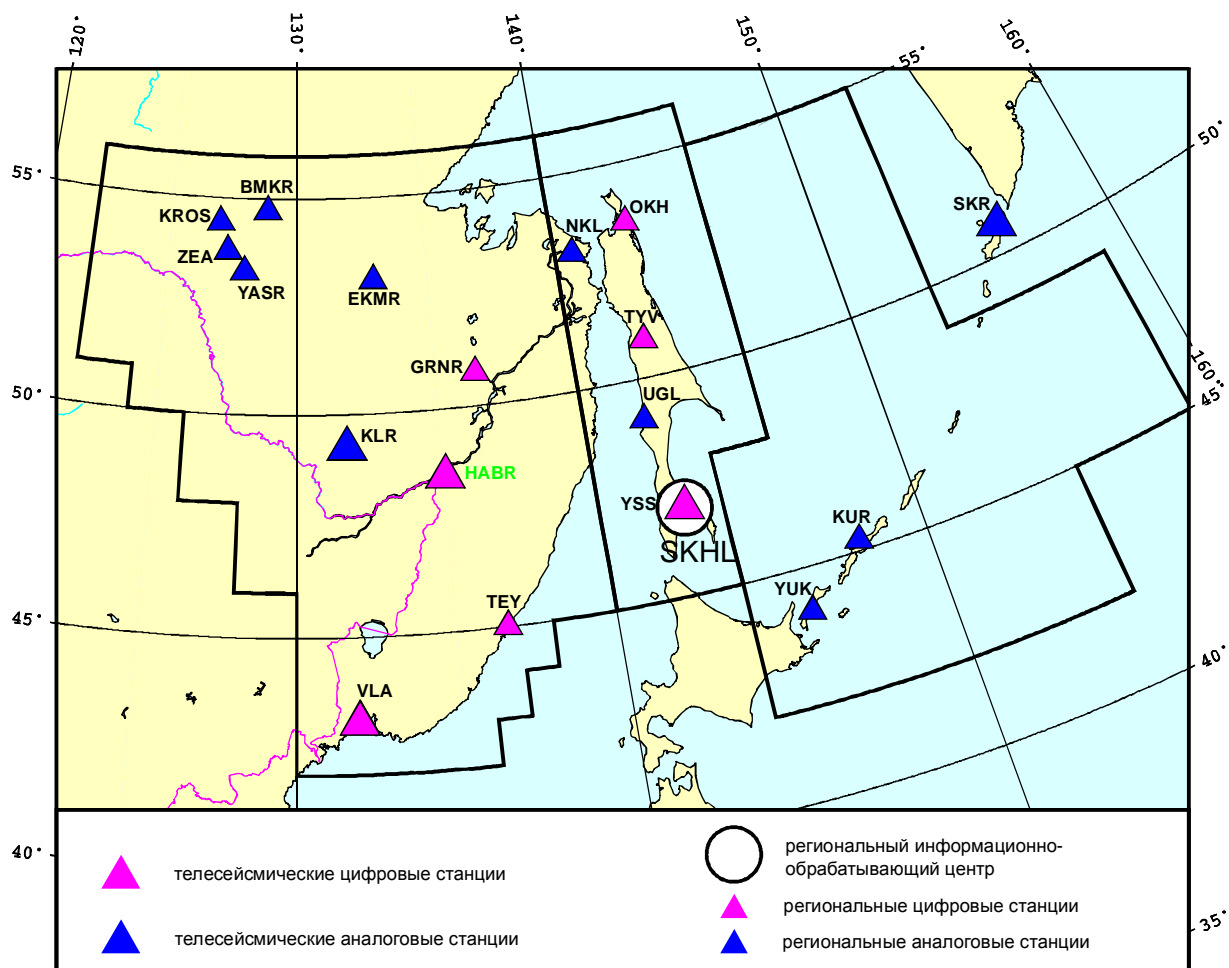 120°
130°
140°
150°
55°
160°
50°
55°
BMKR
KROS
OKH
SKR
NKL
ZEA
YASR
EKMR
TYV
160°
GRNR
50°
UGL
45°
KLR
HABR
YSS
KUR
SKHL
YUK
TEY
45°
40°
VLA
40°
региональный информационно-
обрабатывающий центр
телесейсмические цифровые станции
региональные цифровые станции
телесейсмические аналоговые станции
региональные аналоговые станции
35°